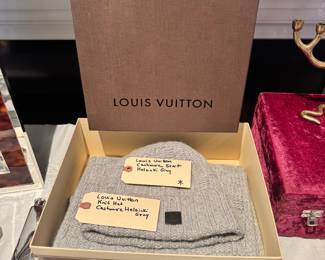 LOUIS VUITTON
Louis Vuitton
Cashmere Scarf
Helsinki Gray
Louis Vuitton
Knit Hat
Cashmere Helsinki
Gray